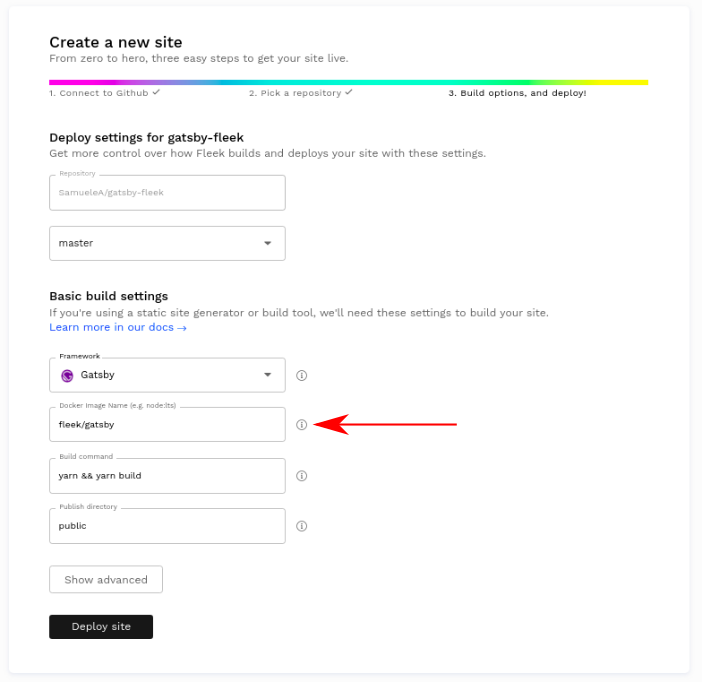 Create a new site
From zero to hero, three easy steps to get your site live.
1. Connect to Github ✓ 2. Pick a repository ✓ 3. Build options, and deploy!
Deploy settings for gatsby-fleek
Get more control over how Fleek builds and deploys your site with these settings.
Repository
SamueleA/gatsby-fleek
master
Basic build settings
If you're using a static site generator or build tool, we'll need these settings to build your site.
Learn more in our docs →
Framework
Gatsby
Docker Image Name (e.g. node:lts)
fleek/gatsby
Build command
yarn && yarn build
Publish directory
public
Show advanced
Deploy site